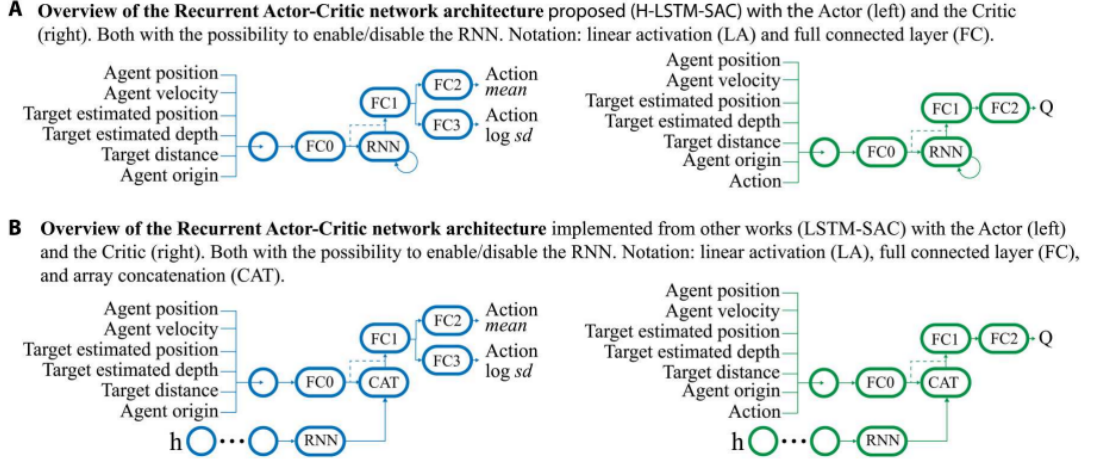 A Overview of the Recurrent Actor-Critic network architecture proposed (H-LSTM-SAC) with the Actor (left) and the Critic
(right). Both with the possibility to enable/disable the RNN. Notation: linear activation (LA) and full connected layer (FC).
Agent position
Agent velocity
Target estimated position
Target estimated depth
Target distance
Agent origin
FC0
RNN
FC1
FC2
FC3
Action
mean
Action
log sd
Agent position
Agent velocity
Target estimated position
Target estimated depth
Target distance
Agent origin
Action
FC0
RNN
FC1
FC2
Q
B Overview of the Recurrent Actor-Critic network architecture implemented from other works (LSTM-SAC) with the Actor (left)
and the Critic (right). Both with the possibility to enable/disable the RNN. Notation: linear activation (LA), full connected layer (FC),
and array concatenation (CAT).
Agent position
Agent velocity
Target estimated position
Target estimated depth
Target distance
Agent origin
h
...
RNN
FC0
CAT
FC1
FC2
FC3
Action
mean
Action
log sd
Agent position
Agent velocity
Target estimated position
Target estimated depth
Target distance
Agent origin
Action
h
...
RNN
FC0
CAT
FC1
FC2
Q